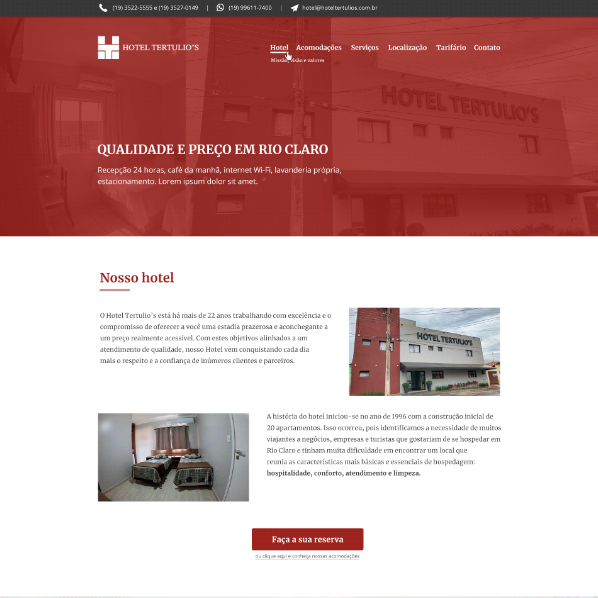 (19) 3522-5555 e (19) 3527-0149 | (19) 99611-7400 | hotel@hoteltertulios.com.br
HOTEL TERTULIO'S
Hotel Acomodações Serviços Localização Tarifário Contato
Missão, visão e valores
HOTEL TERTULIO'S
QUALIDADE E PREÇO EM RIO CLARO
Recepção 24 horas, café da manhã, internet Wi-Fi, lavanderia própria,
estacionamento. Lorem ipsum dolor sit amet.
Nosso hotel
O Hotel Tertulio's está há mais de 22 anos trabalhando com excelência e o
compromisso de oferecer a você uma estadia prazerosa e aconchegante a
um preço realmente acessível. Com estes objetivos alinhados a um
atendimento de qualidade, nosso Hotel vem conquistando cada dia
mais o respeito e a confiança de inúmeros clientes e parceiros.
HOTEL TERTULIO'S
A história do hotel iniciou-se no ano de 1996 com a construção inicial de
20 apartamentos. Isso ocorreu, pois identificamos a necessidade de muitos
viajantes a negócios, empresas e turistas que gostariam de se hospedar em
Rio Claro e tinham muita dificuldade em encontrar um local que
reunia as características mais básicas e essenciais de hospedagem:
hospitalidade, conforto, atendimento e limpeza.
Faça a sua reserva
ou clique aqui e conheça nossas acomodações